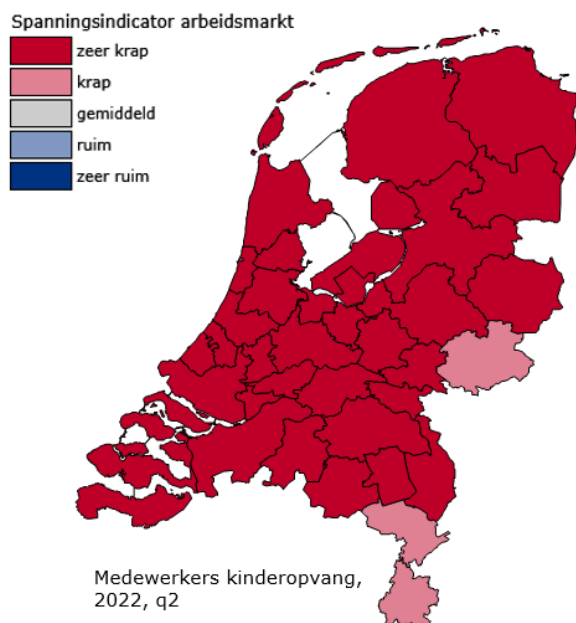 Spanningsindicator arbeidsmarkt
zeer krap
krap
gemiddeld
ruim
zeer ruim
Medewerkers kinderopvang,
2022, q2